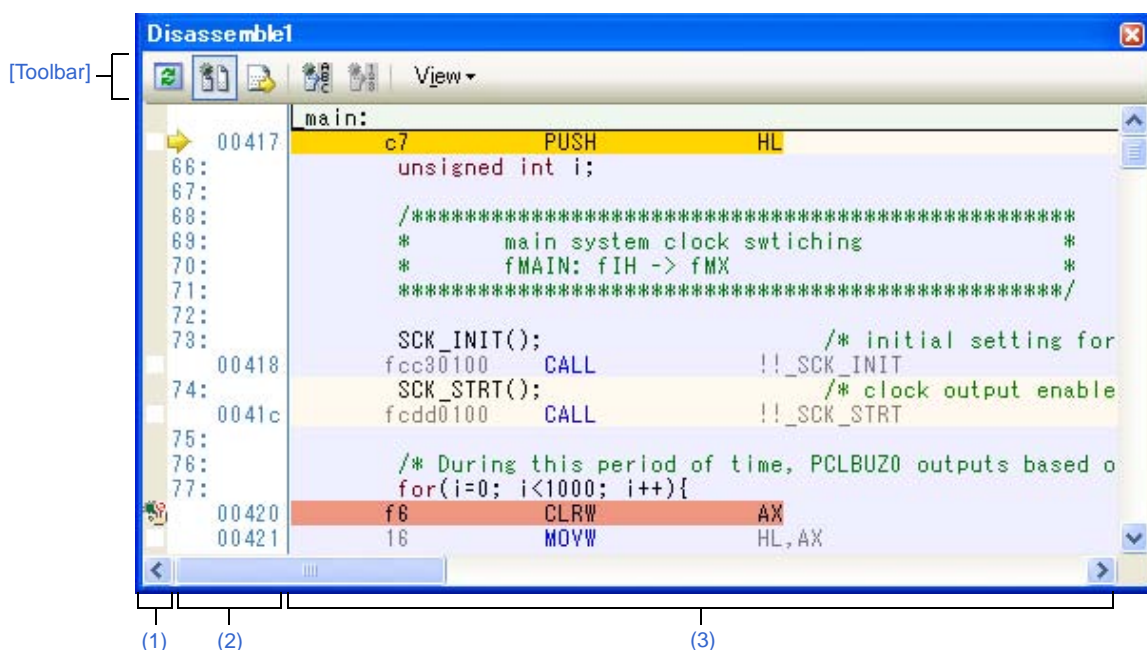 Disassemble1
[Toolbar]
View
_main:
00417 c7 PUSH HL
66: unsigned int i;
67:
68: /**************************************************
69: * main system clock swtiching *
70: * fMAIN: fIH -> fMX *
71: **************************************************/
72:
73: SCK_INIT(); /* initial setting for
00418 fcc30100 CALL !!_SCK_INIT
74: SCK_STRT(); /* clock output enable
0041c fcdd0100 CALL !!_SCK_STRT
75:
76: /* During this period of time, PCLBUZ0 outputs based o
77: for(i=0; i<1000; i++){
00420 f6 CLRW AX
00421 16 MOVW HL,AX
(1) (2) (3)